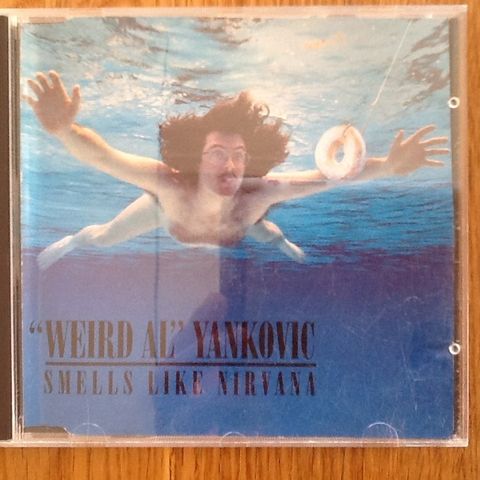 “WEIRD AL” YANKOVIC
SMELLS LIKE NIRVANA